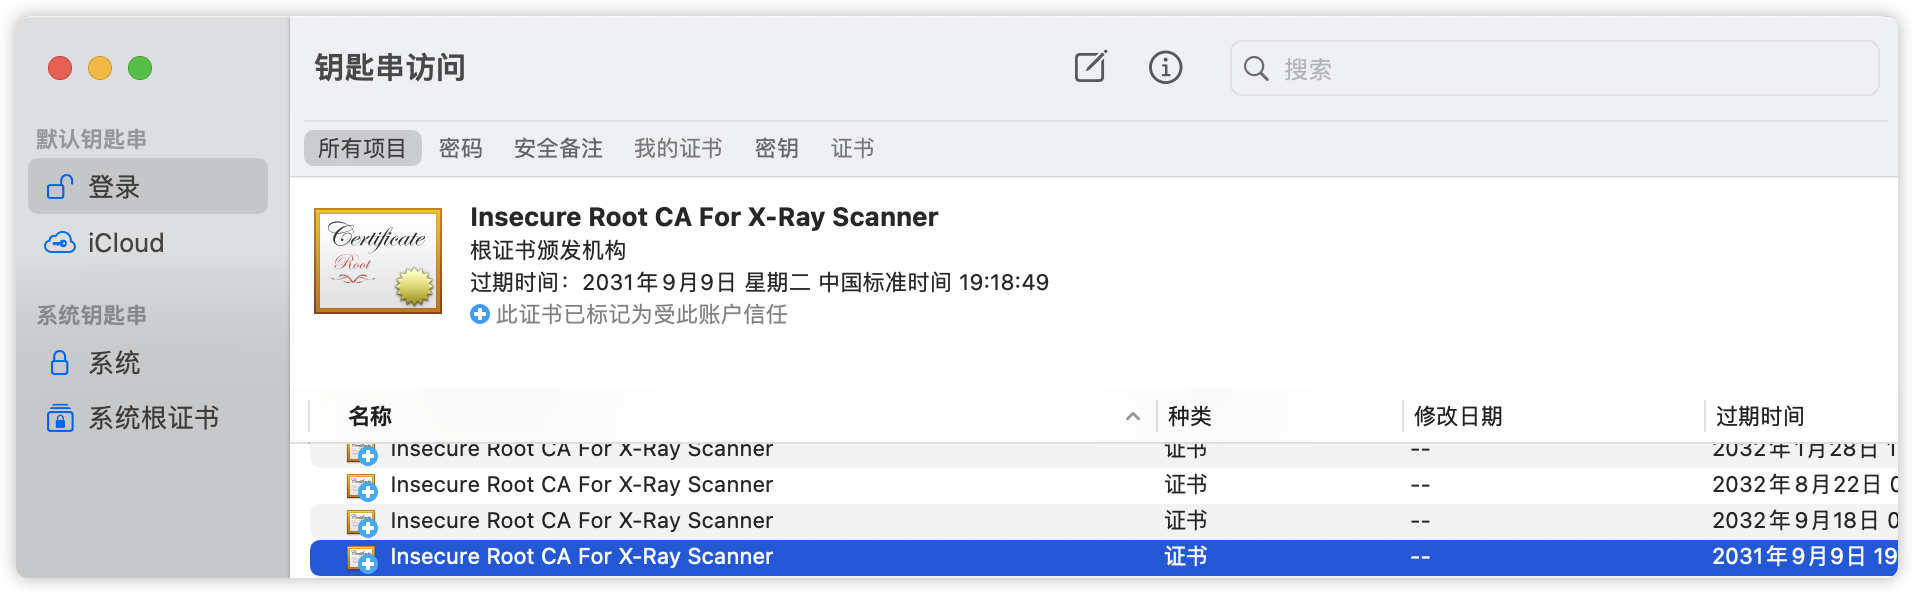 钥匙串访问
搜索
默认钥匙串
登录
iCloud
系统钥匙串
系统
系统根证书
所有项目 密码 安全备注 我的证书 密钥 证书
Certificate
Root
Insecure Root CA For X-Ray Scanner
根证书颁发机构
过期时间：2031年9月9日 星期二 中国标准时间 19:18:49
此证书已标记为受此账户信任
名称 种类 修改日期 过期时间
Insecure Root CA For X-Ray Scanner 证书 -- 2032年1月28日 1
Insecure Root CA For X-Ray Scanner 证书 -- 2032年8月22日 0
Insecure Root CA For X-Ray Scanner 证书 -- 2032年9月18日 0
Insecure Root CA For X-Ray Scanner 证书 -- 2031年9月9日 19